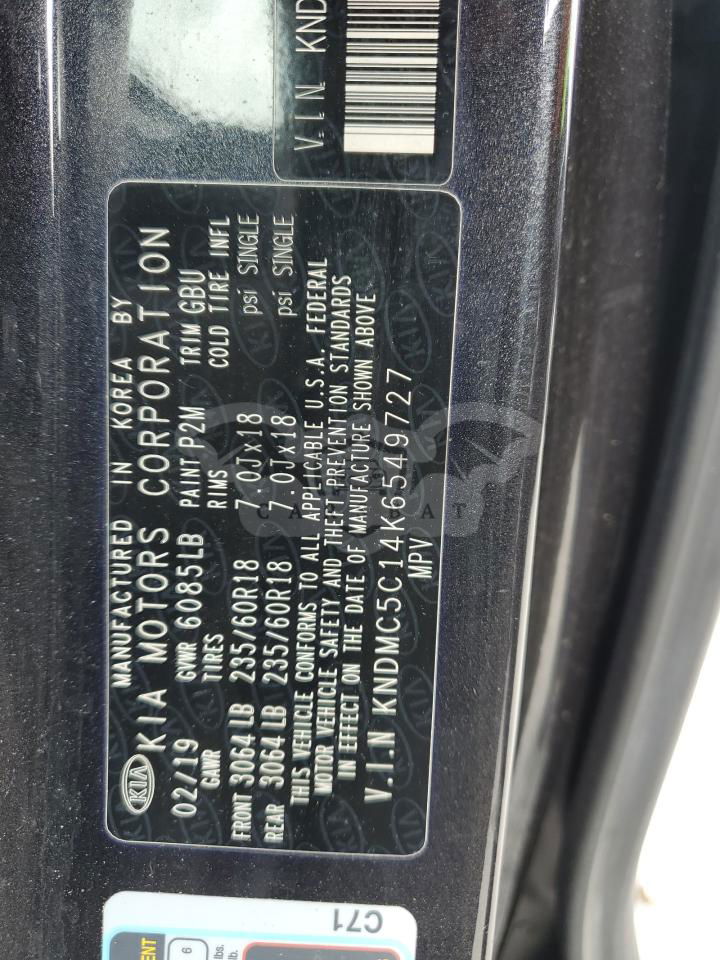 MANUFACTURED IN KOREA BY
KIA KIA MOTORS CORPORATION
02/19 GVWR 6085LB PAINT P2M TRIM GBU
GAWR TIRES RIMS COLD TIRE INFL
FRONT 3064LB 235/60R18 7.0Jx18 psi SINGLE
REAR 3064LB 235/60R18 7.0Jx18 psi SINGLE
THIS VEHICLE CONFORMS TO ALL APPLICABLE U.S.A. FEDERAL
MOTOR VEHICLE SAFETY AND THEFT PREVENTION STANDARDS
IN EFFECT ON THE DATE OF MANUFACTURE SHOWN ABOVE
V.I.N KNDMC5C14K6549727
MPV
V.I.N KND
C71
6
lbs.
lb.